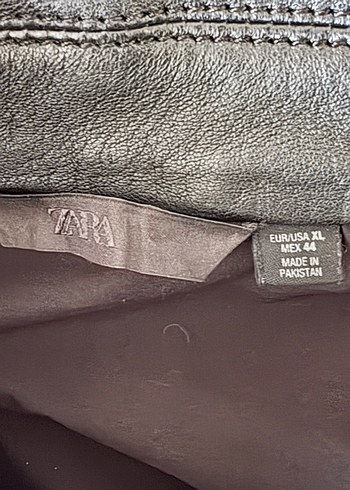 ZARA
EUR/USA XL
MEX 44
MADE IN
PAKISTAN